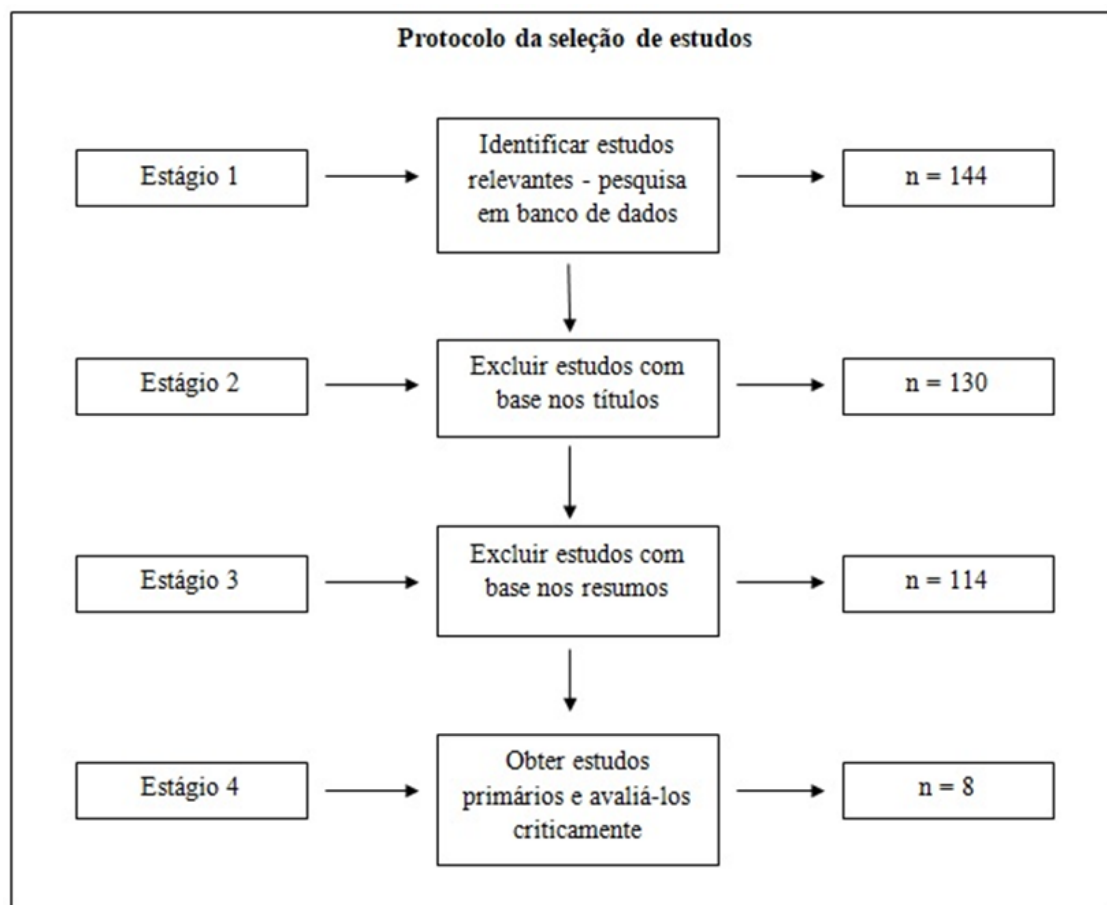 Protocolo da seleção de estudos
Estágio 1
Identificar estudos
relevantes - pesquisa
em banco de dados
n = 144
Estágio 2
Excluir estudos com
base nos títulos
n = 130
Estágio 3
Excluir estudos com
base nos resumos
n = 114
Estágio 4
Obter estudos
primários e avaliá-los
criticamente
n = 8